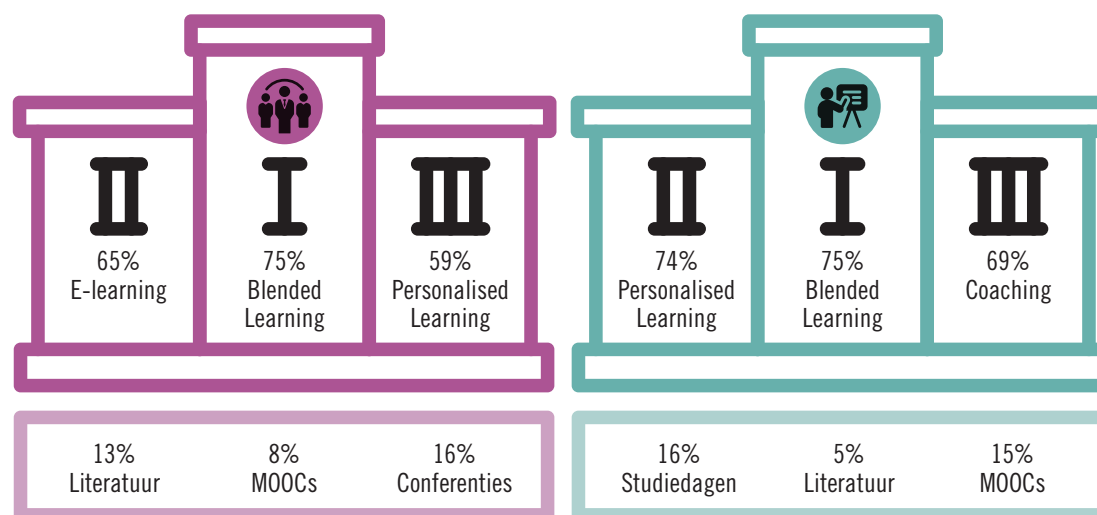 II
65%
E-learning
I
75%
Blended
Learning
III
59%
Personalised
Learning
13%
Literatuur
8%
MOOCs
16%
Conferenties
II
74%
Personalised
Learning
I
75%
Blended
Learning
III
69%
Coaching
16%
Studiedagen
5%
Literatuur
15%
MOOCs